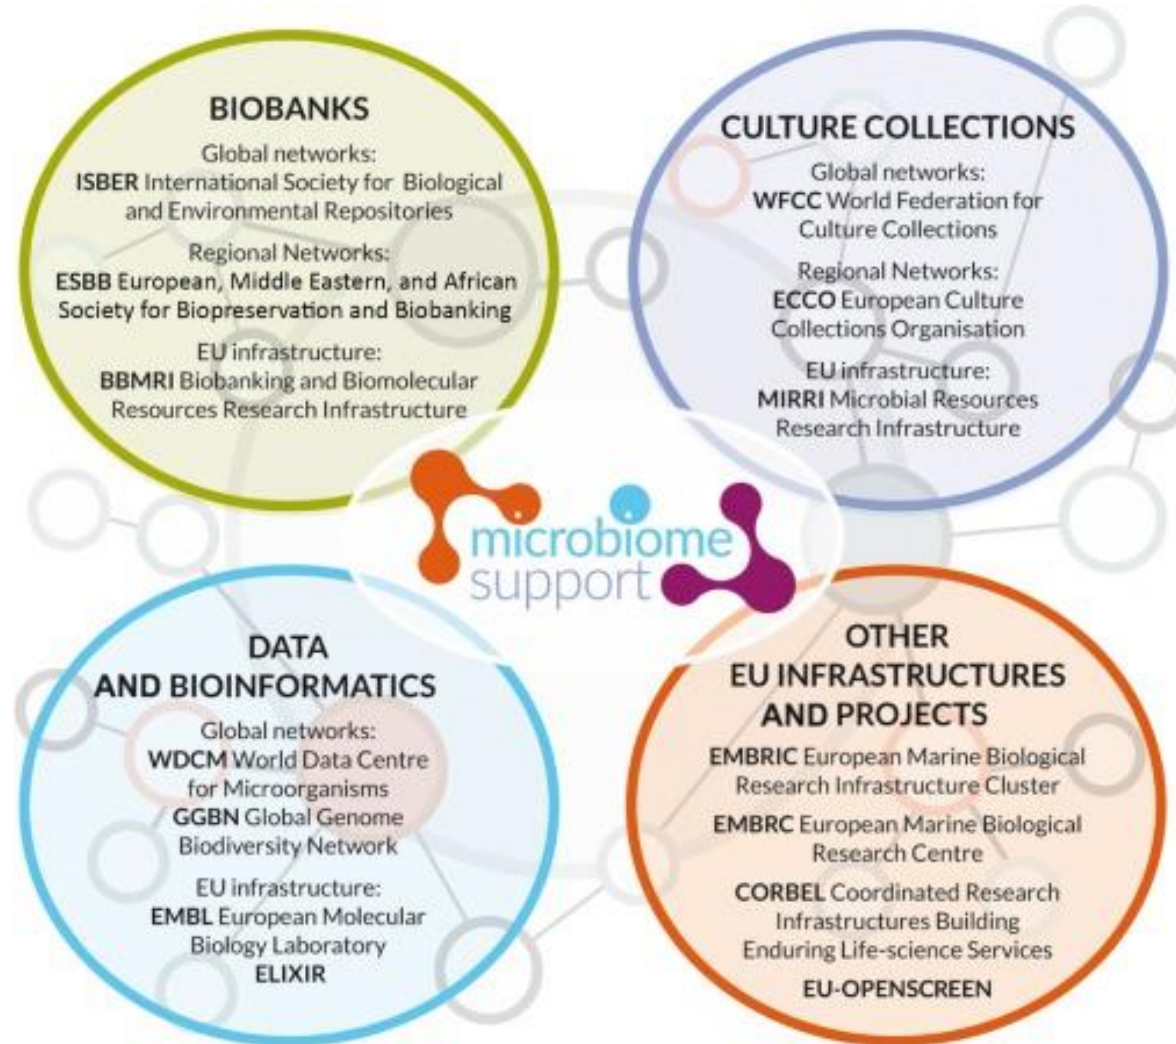 BIOBANKS
Global networks:
ISBER International Society for Biological
and Environmental Repositories
Regional Networks:
ESBB European, Middle Eastern, and African
Society for Biopreservation and Biobanking
EU infrastructure:
BBMRI Biobanking and Biomolecular
Resources Research Infrastructure
CULTURE COLLECTIONS
Global networks:
WFCC World Federation for
Culture Collections
Regional Networks:
ECCO European Culture
Collections Organisation
EU infrastructure:
MIRRI Microbial Resources
Research Infrastructure
microbiome
support
DATA
AND BIOINFORMATICS
Global networks:
WDCM World Data Centre
for Microorganisms
GGBN Global Genome
Biodiversity Network
EU infrastructure:
EMBL European Molecular
Biology Laboratory
ELIXIR
OTHER
EU INFRASTRUCTURES
AND PROJECTS
EMBRIC European Marine Biological
Research Infrastructure Cluster
EMBRC European Marine Biological
Research Centre
CORBEL Coordinated Research
Infrastructures Building
Enduring Life-science Services
EU-OPENSCREEN